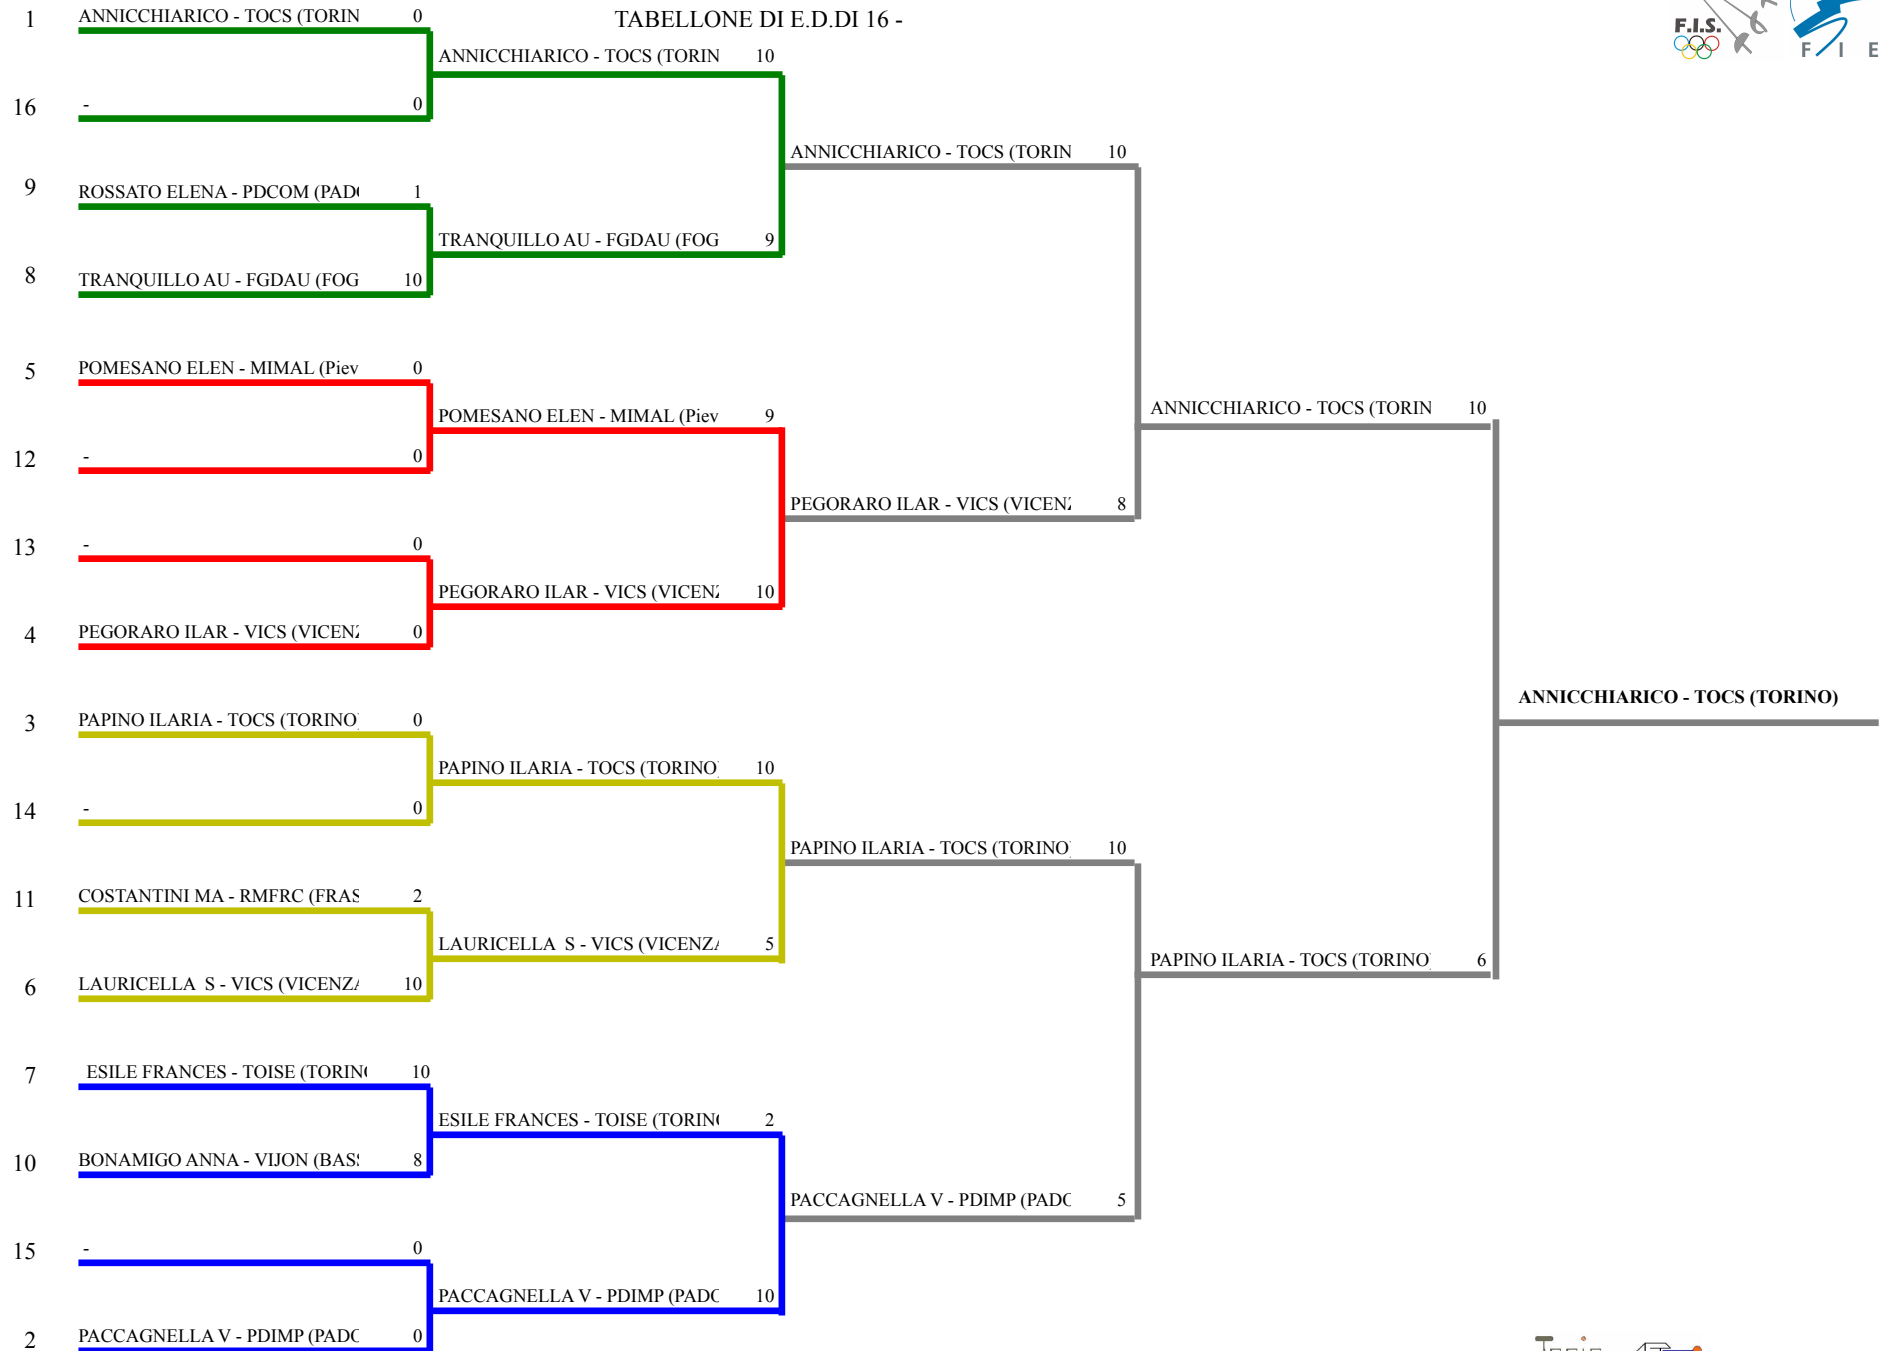 TABELLONE DI E.D.DI 16 -
F.I.S.
F I E
1 ANNICCHIARICO - TOCS (TORIN 0
ANNICCHIARICO - TOCS (TORIN 10
16 - 0
ANNICCHIARICO - TOCS (TORIN 10
9 ROSSATO ELENA - PDCOM (PAD 1
TRANQUILLO AU - FGDAU (FOG 9
8 TRANQUILLO AU - FGDAU (FOG 10
5 POMESANO ELEN - MIMAL (Piev 0
POMESANO ELEN - MIMAL (Piev 9
ANNICCHIARICO - TOCS (TORIN 10
12 - 0
PEGORARO ILAR - VICS (VICEN 8
13 - 0
PEGORARO ILAR - VICS (VICEN 10
4 PEGORARO ILAR - VICS (VICEN 0
ANNICCHIARICO - TOCS (TORINO)
3 PAPINO ILARIA - TOCS (TORINO 0
PAPINO ILARIA - TOCS (TORINO 10
14 - 0
PAPINO ILARIA - TOCS (TORINO 10
11 COSTANTINI MA - RMFRC (FRAS 2
LAURICELLA S - VICS (VICENZ 5
PAPINO ILARIA - TOCS (TORINO 6
6 LAURICELLA S - VICS (VICENZ 10
7 ESILE FRANCES - TOISE (TORIN 10
ESILE FRANCES - TOISE (TORIN 2
10 BONAMIGO ANNA - VIJON (BAS 8
PACCAGNELLA V - PDIMP (PADO 5
15 - 0
PACCAGNELLA V - PDIMP (PADO 10
2 PACCAGNELLA V - PDIMP (PADO 0